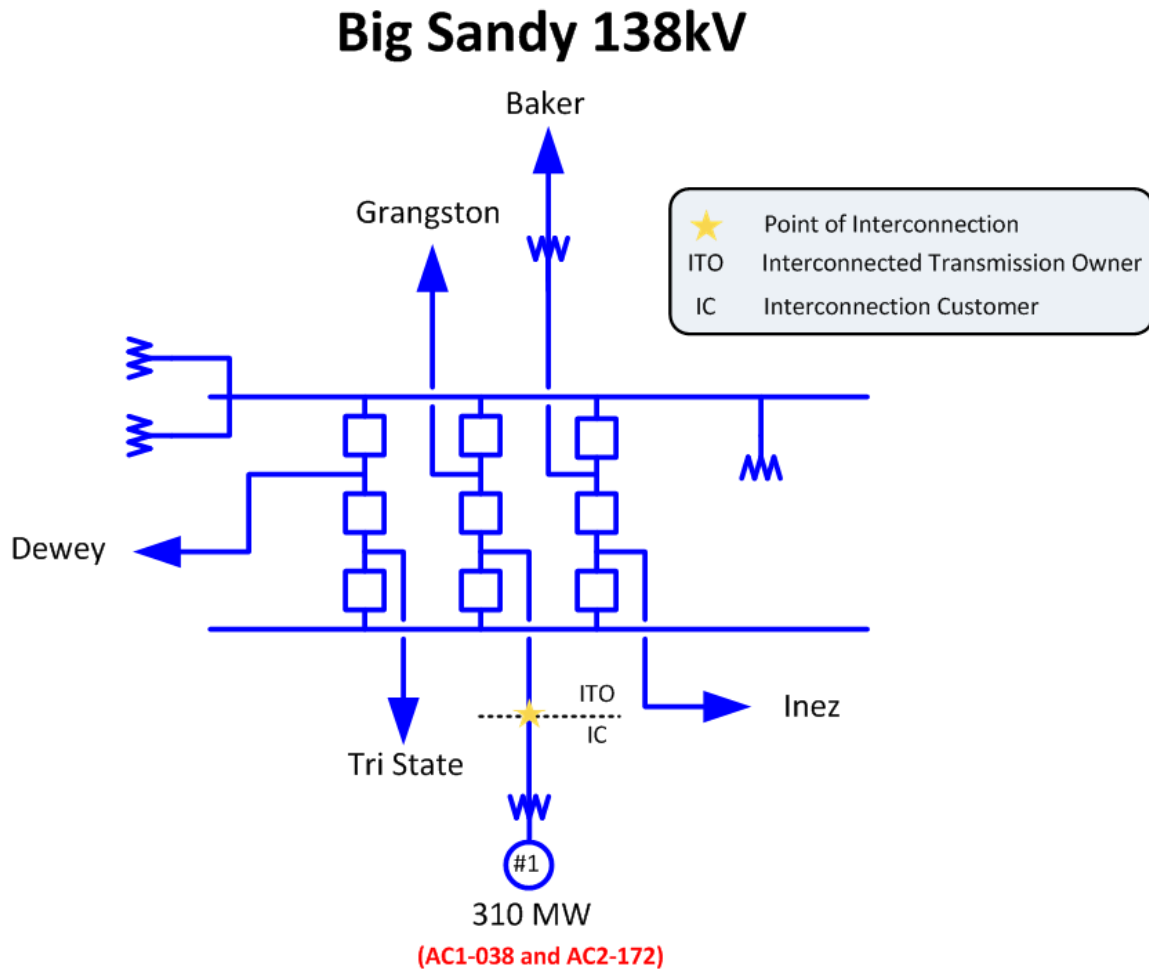 Big Sandy 138kV
Baker
Grangston
Point of Interconnection
ITO Interconnected Transmission Owner
IC Interconnection Customer
Dewey
ITO
IC
Inez
Tri State
#1
310 MW
(AC1-038 and AC2-172)